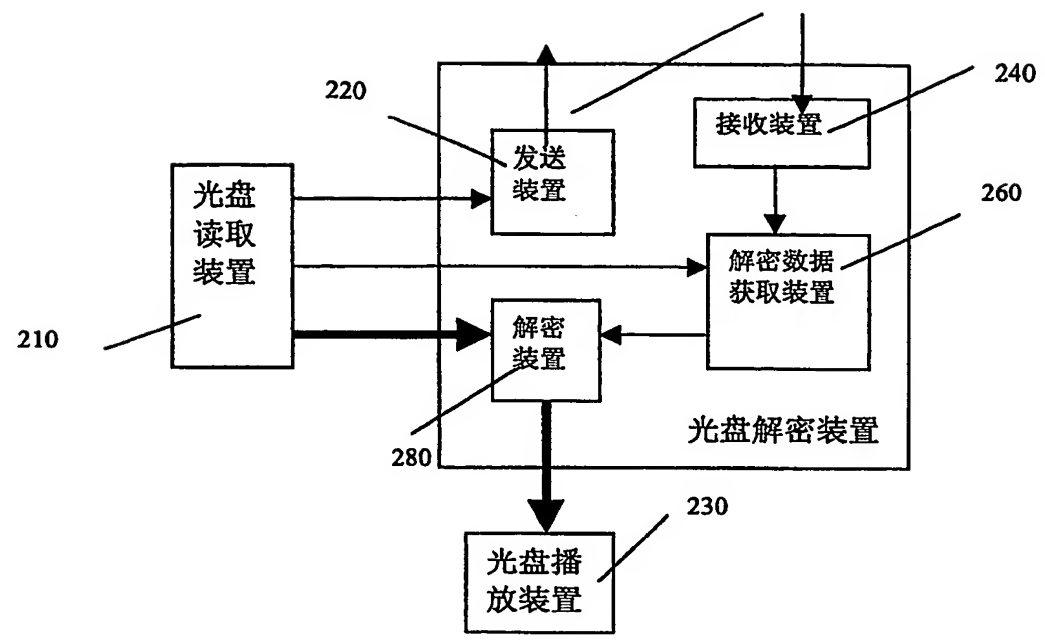 240
220
接收装置
发送
装置
光盘
读取
装置
260
解密数据
获取装置
210
解密
装置
280
光盘解密装置
230
光盘播
放装置